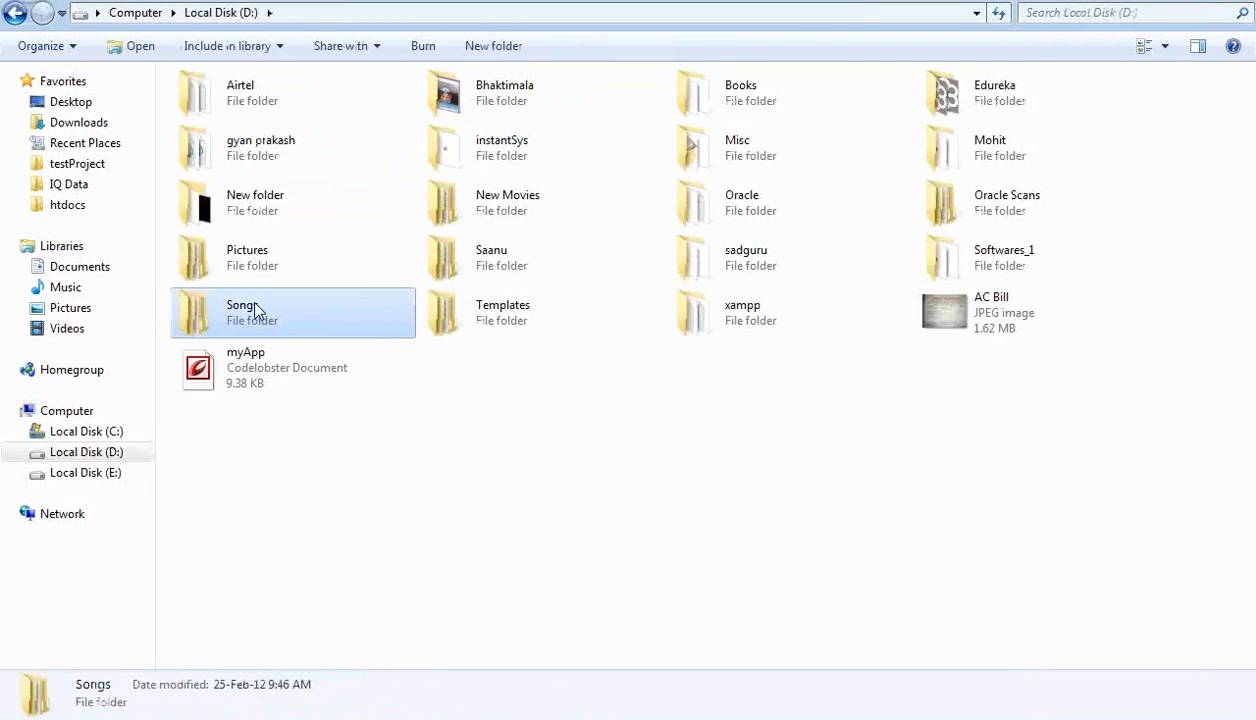 Computer Local Disk (D:)
Search Local Disk (D:)
Organize Open Include in library Share with Burn New folder
Favorites
Desktop
Downloads
Recent Places
testProject
IQ Data
htdocs
Libraries
Documents
Music
Pictures
Videos
Homegroup
Computer
Local Disk (C:)
Local Disk (D:)
Local Disk (E:)
Network
Airtel
File folder
Bhaktimala
File folder
Books
File folder
Edureka
File folder
gyan prakash
File folder
instantSys
File folder
Misc
File folder
Mohit
File folder
New folder
File folder
New Movies
File folder
Oracle
File folder
Oracle Scans
File folder
Pictures
File folder
Saanu
File folder
sadguru
File folder
Softwares_1
File folder
Songs
File folder
Templates
File folder
xampp
File folder
AC Bill
JPEG image
1.62 MB
myApp
Codelobster Document
9.38 KB
Songs Date modified: 25-Feb-12 9:46 AM
File folder